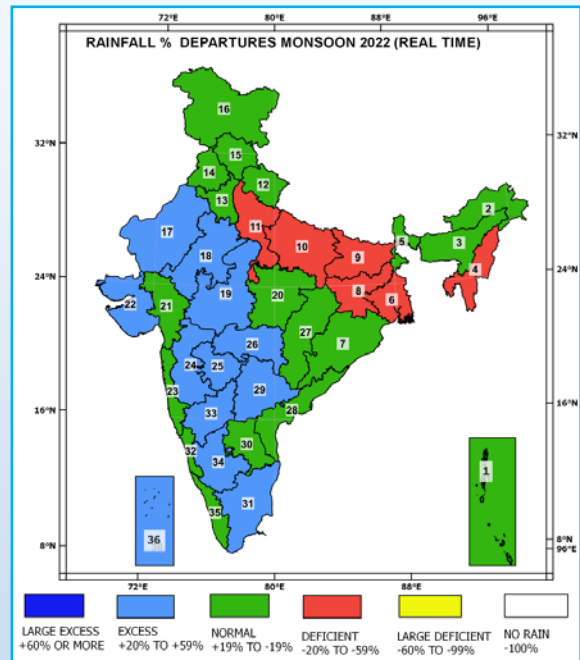 72°E 80°E 88°E 96°E
RAINFALL % DEPARTURES MONSOON 2022 (REAL TIME)
16
32°N 32°N
15
14
12
13
2
11
17
5
3
10
9
18
24°N 24°N
4
8
6
19
20
22
21
27
7
26
24
25
29
23
16°N 16°N
33
28
30
32
34
1
31
35
36
8°N 8°N
96°E
72°E 80°E 88°E
LARGE EXCESS
+60% OR MORE
EXCESS
+20% TO +59%
NORMAL
+19% TO -19%
DEFICIENT
-20% TO -59%
LARGE DEFICIENT
-60% TO -99%
NO RAIN
-100%